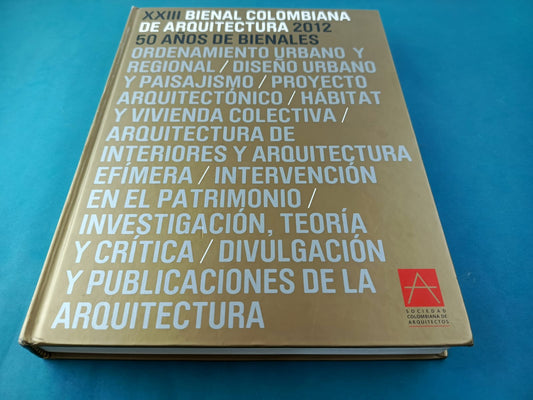 XXIII BIENAL COLOMBIANA
DE ARQUITECTURA 2012
50 AÑOS DE BIENALES
ORDENAMIENTO URBANO Y
REGIONAL / DISEÑO URBANO
Y PAISAJISMO / PROYECTO
ARQUITECTÓNICO / HÁBITAT
Y VIVIENDA COLECTIVA /
ARQUITECTURA DE
INTERIORES Y ARQUITECTURA
EFÍMERA / INTERVENCIÓN
EN EL PATRIMONIO /
INVESTIGACIÓN, TEORÍA
Y CRÍTICA / DIVULGACIÓN
Y PUBLICACIONES DE LA
ARQUITECTURA
SOCIEDAD
COLOMBIANA DE
ARQUITECTOS